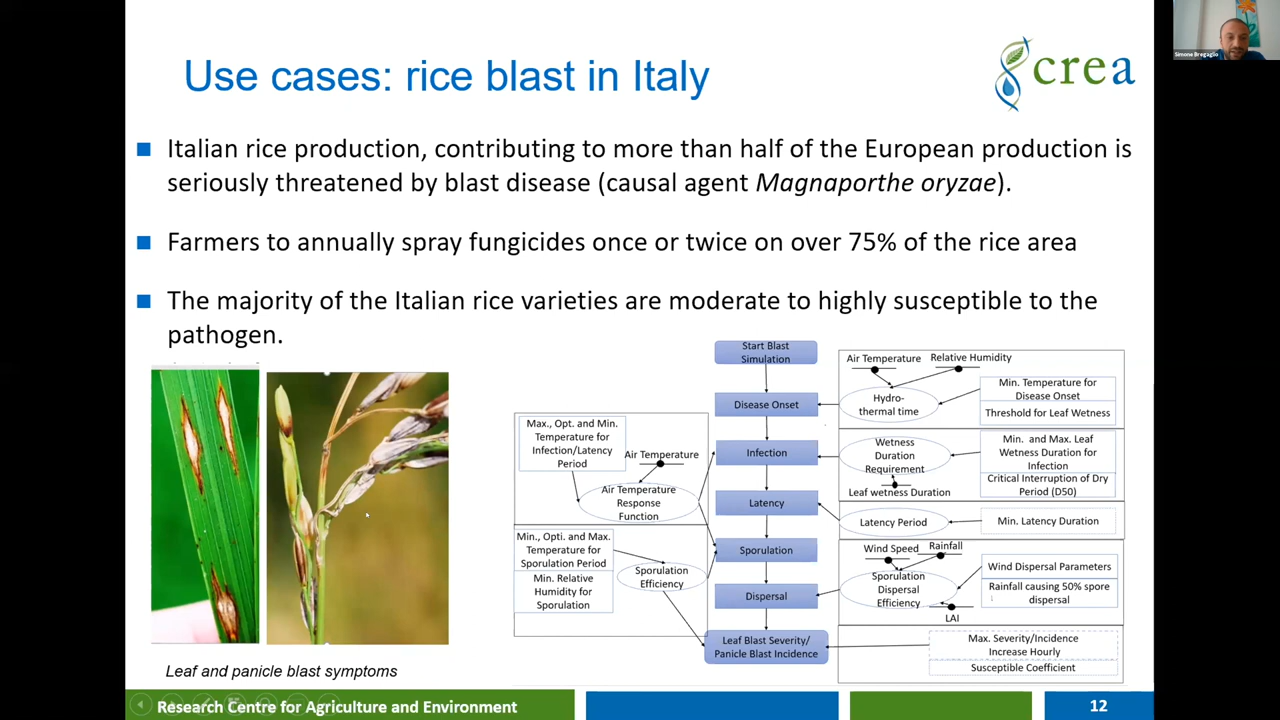 Use cases: rice blast in Italy
crea
Simone Bregaglio
Italian rice production, contributing to more than half of the European production is
seriously threatened by blast disease (causal agent Magnaporthe oryzae).
Farmers to annually spray fungicides once or twice on over 75% of the rice area
The majority of the Italian rice varieties are moderate to highly susceptible to the
pathogen.
Start Blast
Simulation
Disease Onset
Infection
Latency
Sporulation
Dispersal
Leaf Blast Severity/
Panicle Blast Incidence
Max., Opt. and Min.
Temperature for
Infection/Latency
Period
Air Temperature
Air Temperature
Response
Function
Min., Opti. and Max.
Temperature for
Sporulation Period
Min. Relative
Humidity for
Sporulation
Sporulation
Efficiency
Air Temperature
Relative Humidity
Hydro-
thermal time
Min. Temperature for
Disease Onset
Threshold for Leaf Wetness
Wetness
Duration
Requirement
Leaf wetness Duration
Min. and Max. Leaf
Wetness Duration for
Infection
Critical Interruption of Dry
Period (D50)
Latency Period
Min. Latency Duration
Wind Speed
Rainfall
Sporulation
Dispersal
Efficiency
LAI
Wind Dispersal Parameters
Rainfall causing 50% spore
dispersal
Max. Severity/Incidence
Increase Hourly
Susceptible Coefficient
Leaf and panicle blast symptoms
Research Centre for Agriculture and Environment
12